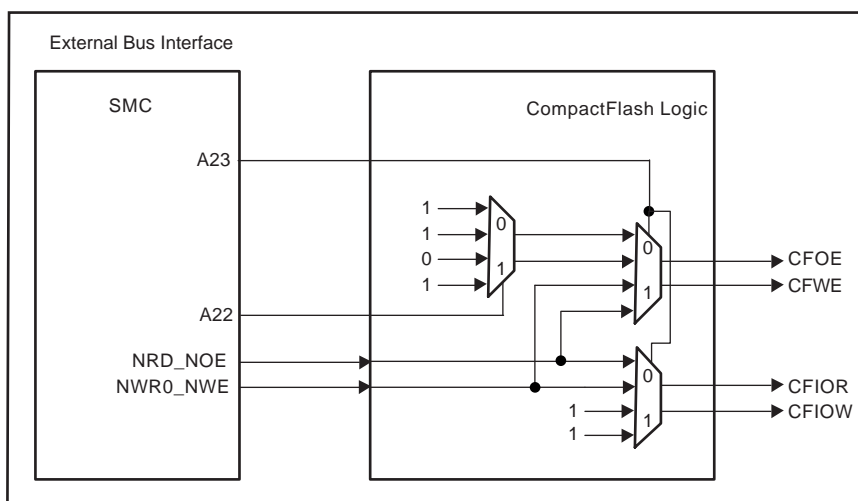 External Bus Interface
SMC
CompactFlash Logic
A23
1
1
0
1
0
1
A22
0
1
CFOE
CFWE
NRD_NOE
NWR0_NWE
0
1
1
1
CFIOR
CFIOW